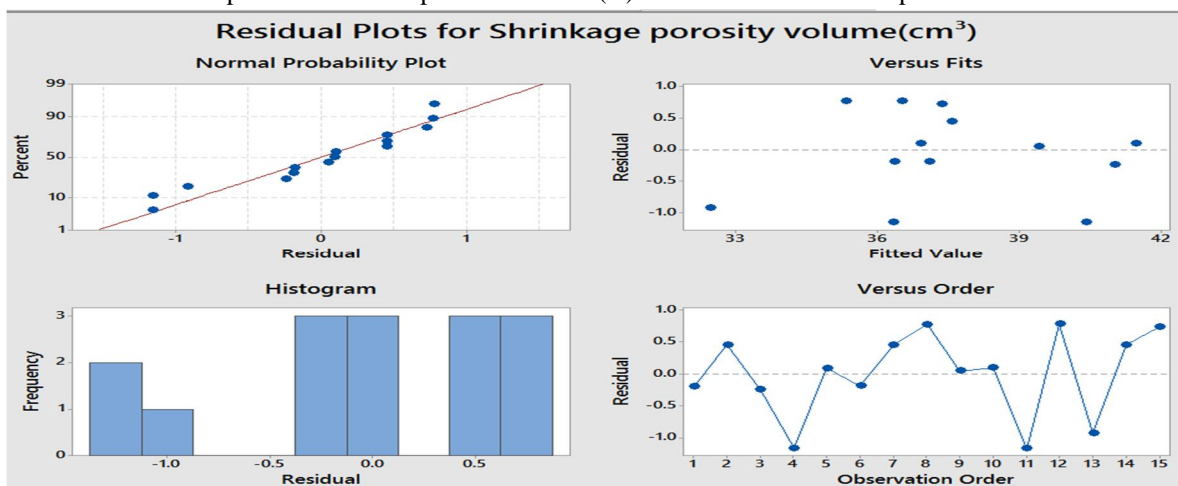 Residual Plots for Shrinkage porosity volume(cm³)
Normal Probability Plot
99
90
50
10
1
Percent
-1
0
1
Residual
Versus Fits
1.0
0.5
0.0
-0.5
-1.0
Residual
33
36
39
42
Fitted Value
Histogram
3
2
1
0
Frequency
-1.0
-0.5
0.0
0.5
Residual
Versus Order
1.0
0.5
0.0
-0.5
-1.0
Residual
1 2 3 4 5 6 7 8 9 10 11 12 13 14 15
Observation Order